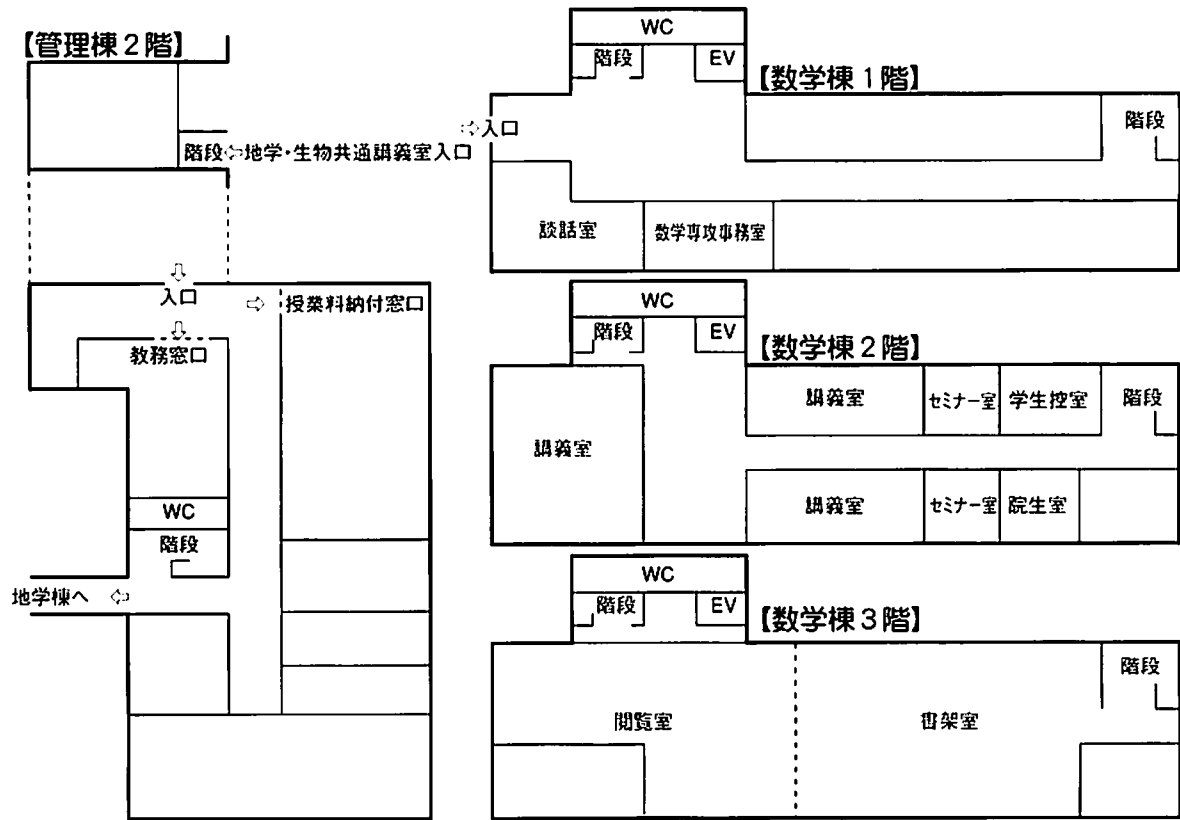 【管理棟2階】
階段⇦地学・生物共通講義室入口
入口
⇨授業料納付窓口
教務窓口
WC
階段
地学棟へ ⇦
【数学棟1階】
WC
階段
EV
⇨入口
階段
談話室
数学専攻事務室
【数学棟2階】
WC
階段
EV
講義室
講義室
セミナー室
学生控室
階段
講義室
セミナー室
院生室
【数学棟3階】
WC
階段
EV
階段
閲覧室
書架室